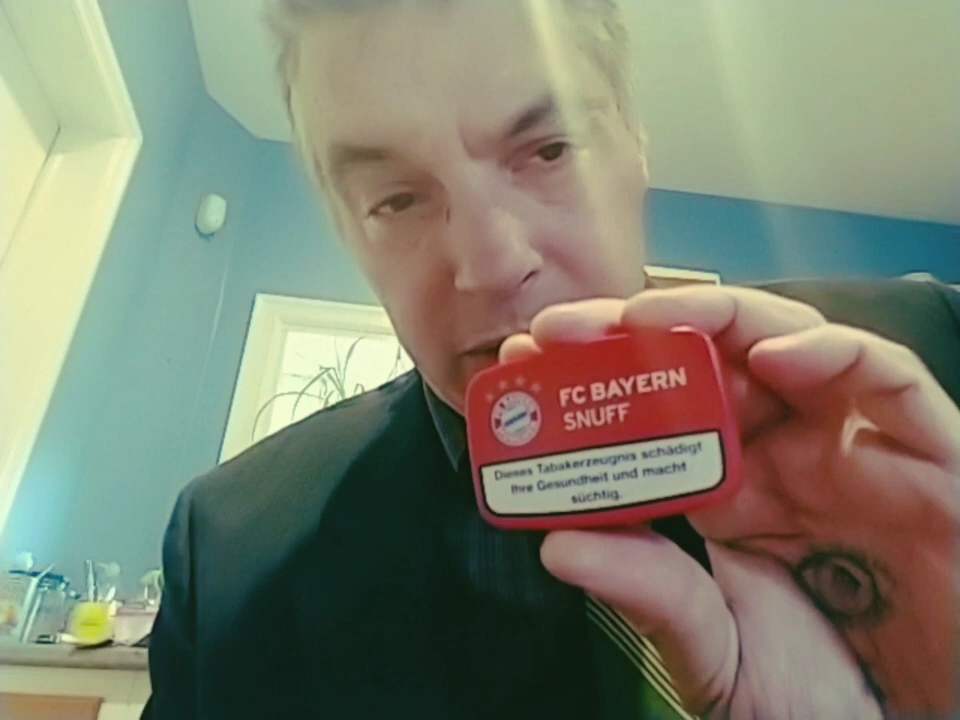 FC BAYERN
SNUFF
Dieses Tabakerzeugnis schädigt
Ihre Gesundheit und macht
süchtig.